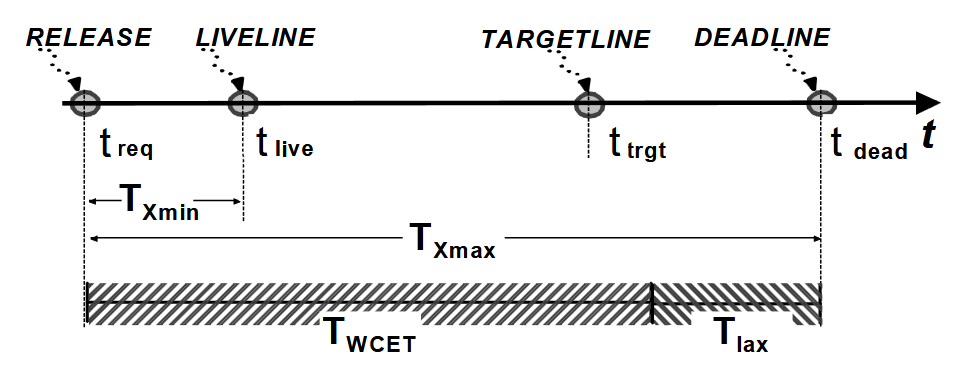 RELEASE LIVELINE TARGETLINE DEADLINE
t req t live t trgt t dead t
T Xmin
T Xmax
T WCET T lax